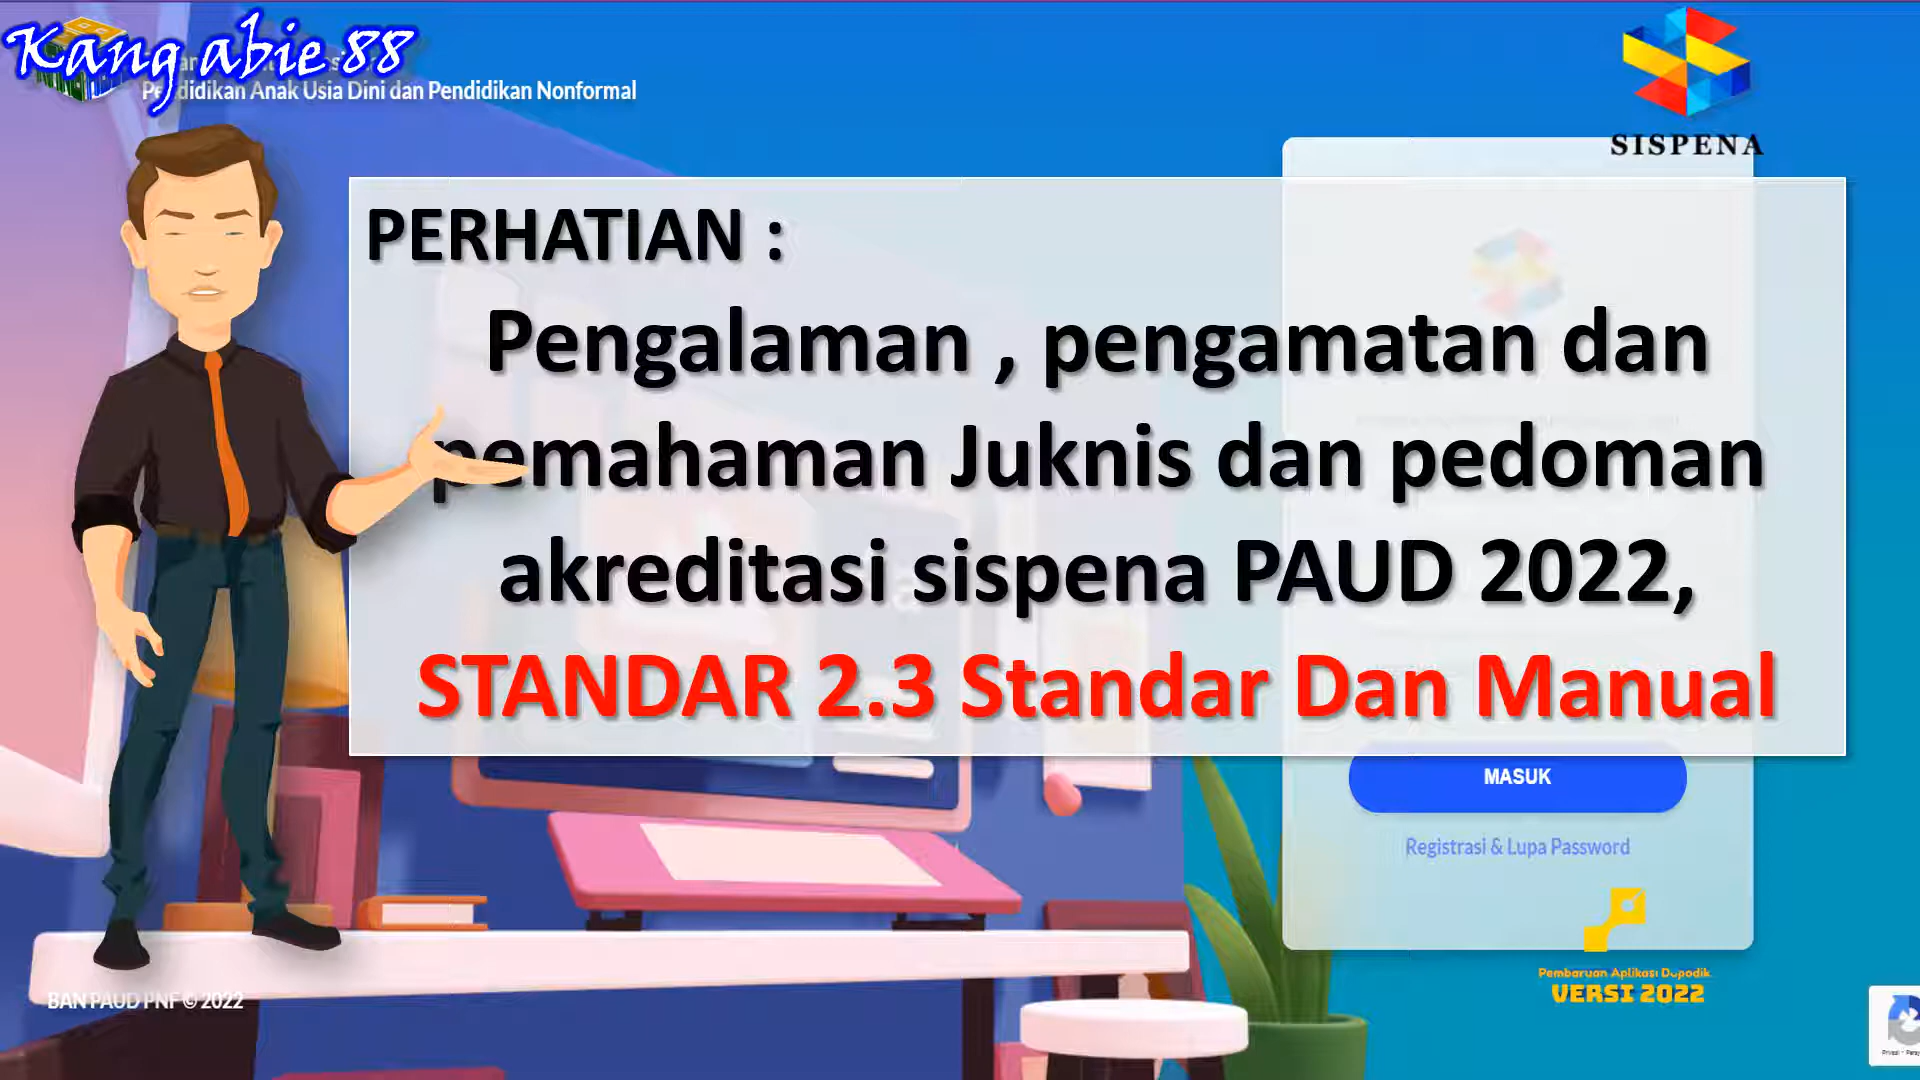 Kang abie 88
Pendidikan Anak Usia Dini dan Pendidikan Nonformal
SISPENA
PERHATIAN :
Pengalaman , pengamatan dan
pemahaman Juknis dan pedoman
akreditasi sispena PAUD 2022,
STANDAR 2.3 Standar Dan Manual
MASUK
Registrasi & Lupa Password
Pembaruan Aplikasi Dapodik
VERSI 2022
BAN PAUD PNF © 2022